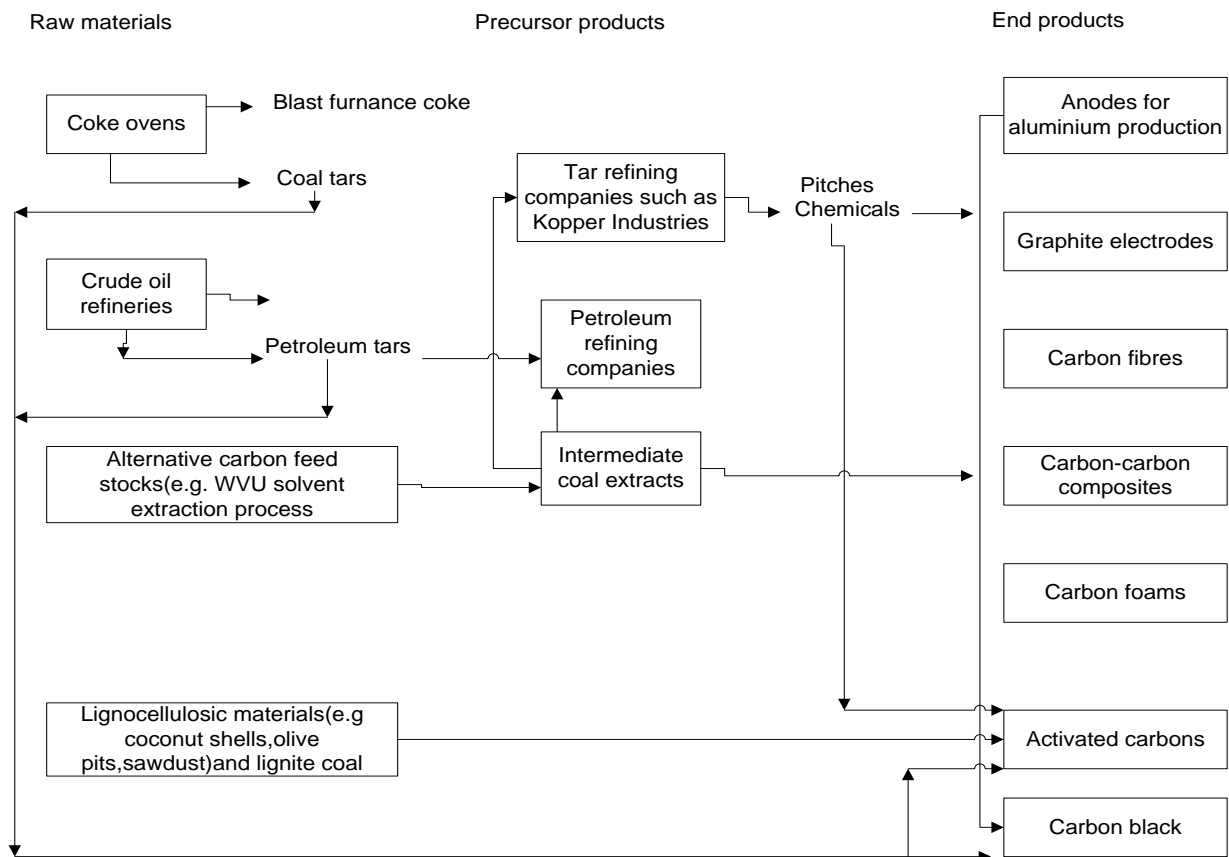 Raw materials
Precursor products
End products
Blast furnance coke
Coke ovens
Coal tars
Tar refining
companies such as
Kopper Industries
Pitches
Chemicals
Anodes for
aluminium production
Graphite electrodes
Crude oil
refineries
Petroleum tars
Petroleum
refining
companies
Carbon fibres
Alternative carbon feed
stocks(e.g. WVU solvent
extraction process
Intermediate
coal extracts
Carbon-carbon
composites
Carbon foams
Lignocellulosic materials(e.g
coconut shells,olive
pits,sawdust)and lignite coal
Activated carbons
Carbon black